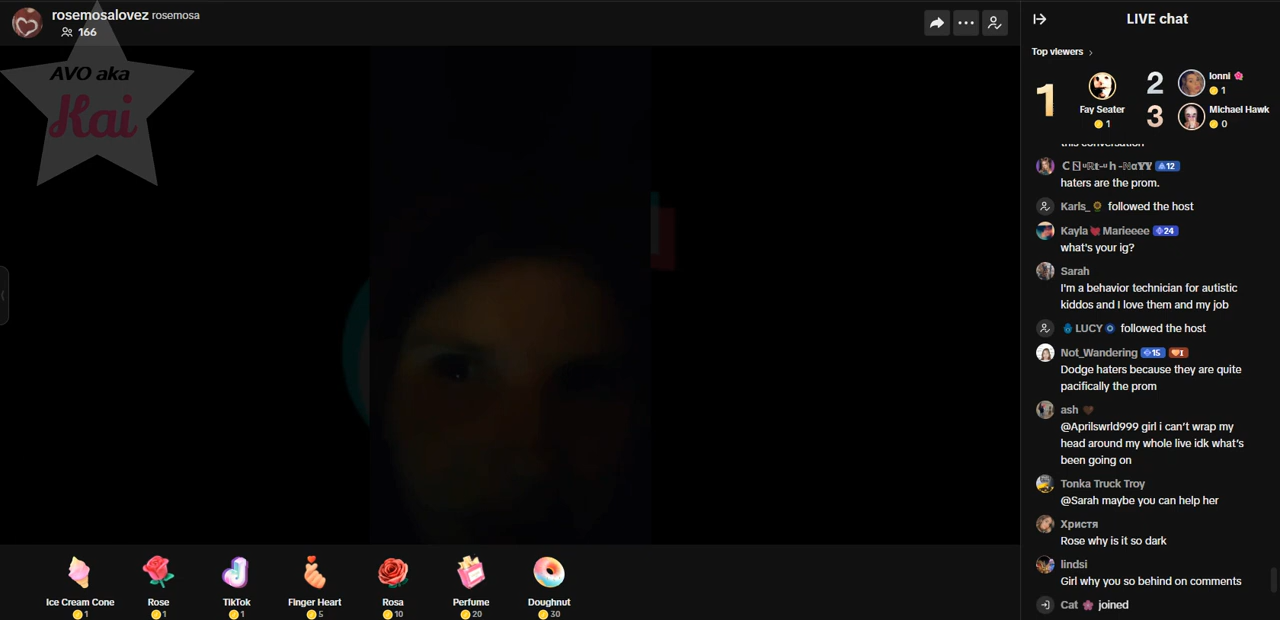 rosemosalovez rosemosa
166
AVO aka
Kai
LIVE chat
Top viewers
1
Fay Seater
1
2
Ionni
1
3
Michael Hawk
0
this conversation
12
haters are the prom.
Karls_ followed the host
Kayla Marieeee 24
what's your ig?
Sarah
I'm a behavior technician for autistic
kiddos and I love them and my job
LUCY followed the host
Not_Wandering 15 I
Dodge haters because they are quite
pacifically the prom
ash
@Aprilswrld999 girl i can't wrap my
head around my whole live idk what's
been going on
Tonka Truck Troy
@Sarah maybe you can help her
Христя
Rose why is it so dark
lindsi
Girl why you so behind on comments
Cat joined
Ice Cream Cone
1
Rose
1
TikTok
1
Finger Heart
5
Rosa
10
Perfume
20
Doughnut
30